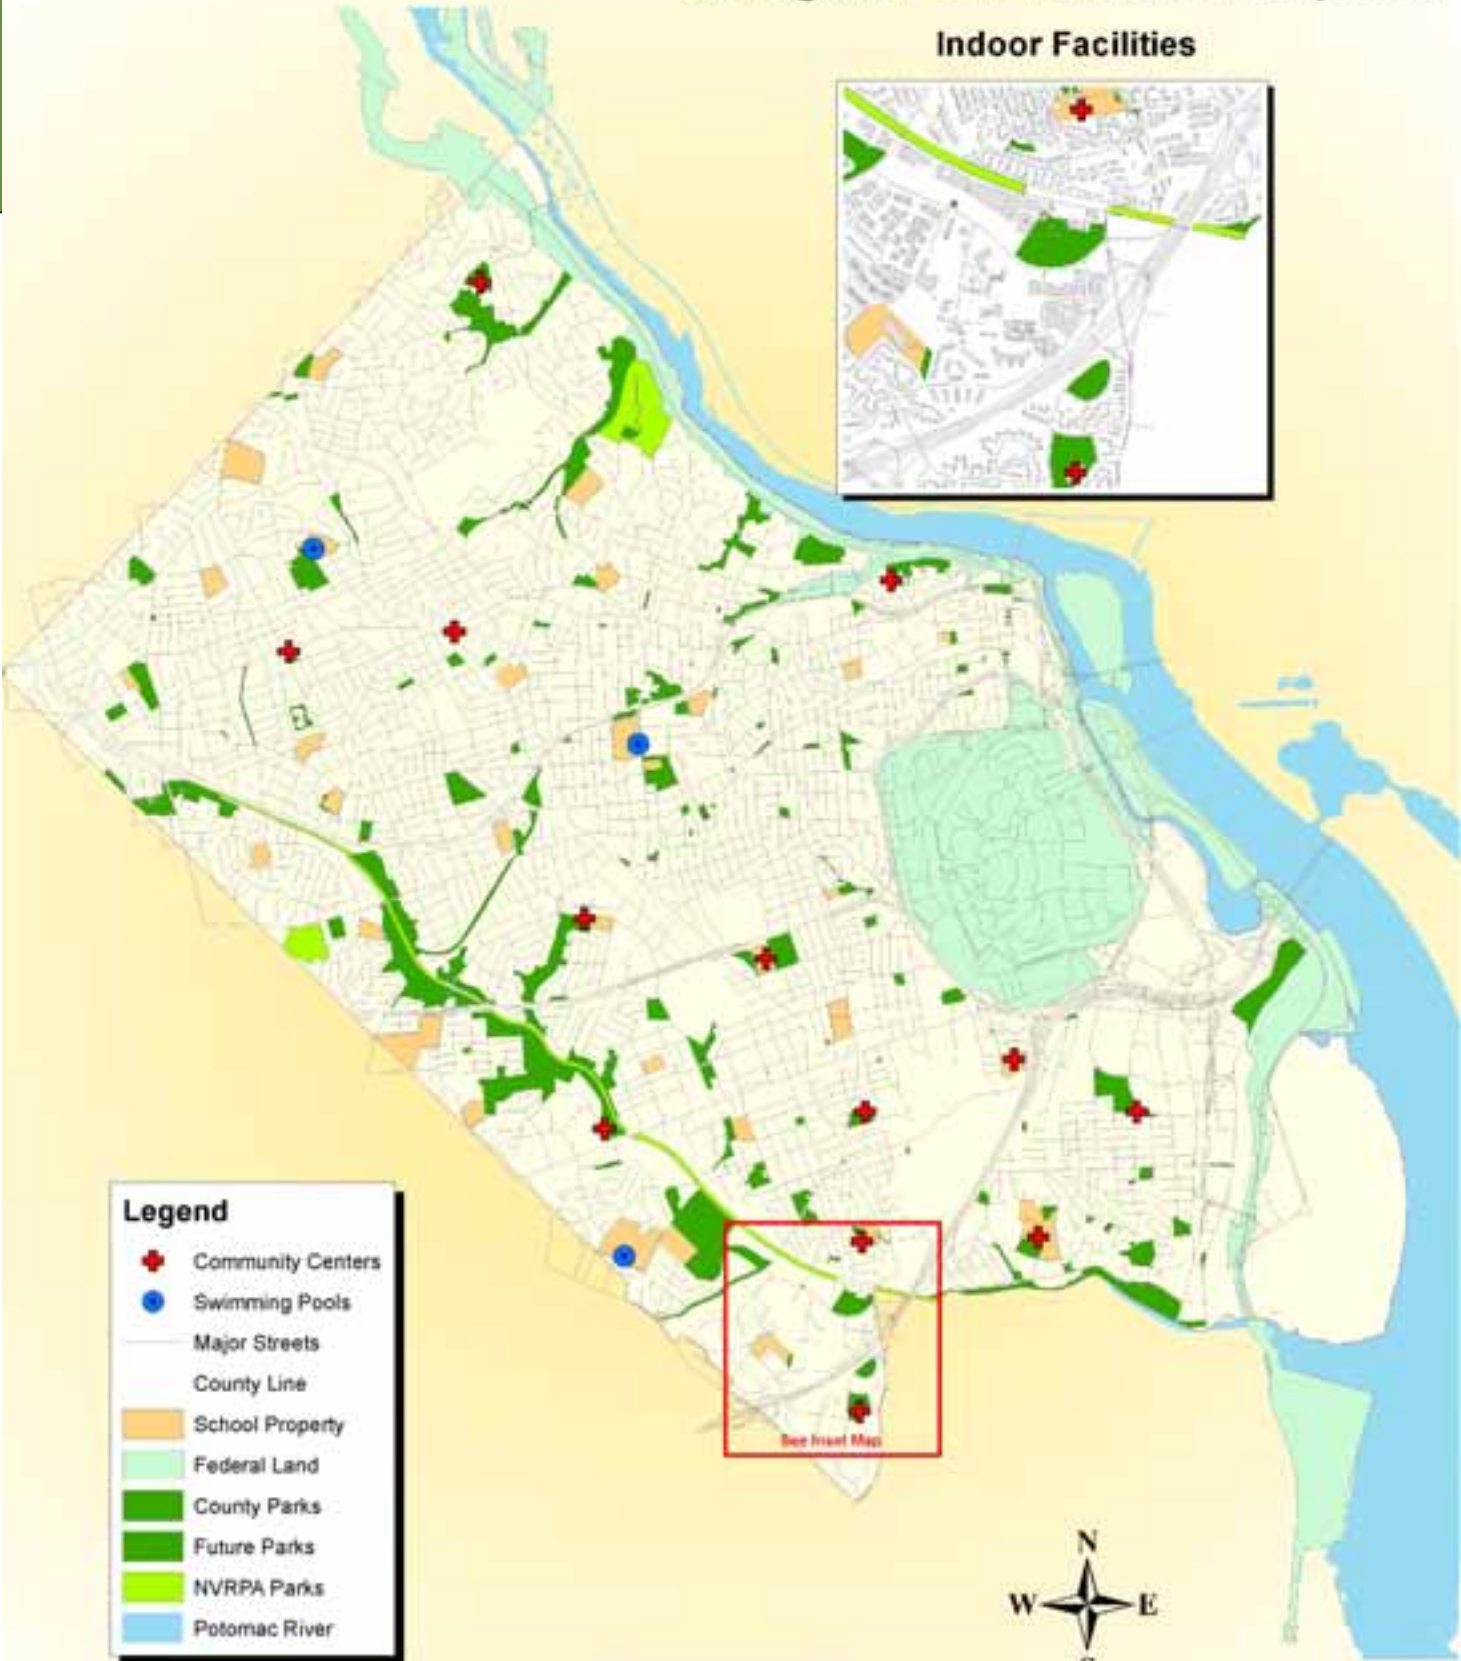 Indoor Facilities
See Inset Map
Legend
Community Centers
Swimming Pools
Major Streets
County Line
School Property
Federal Land
County Parks
Future Parks
NVRPA Parks
Potomac River
N
W E